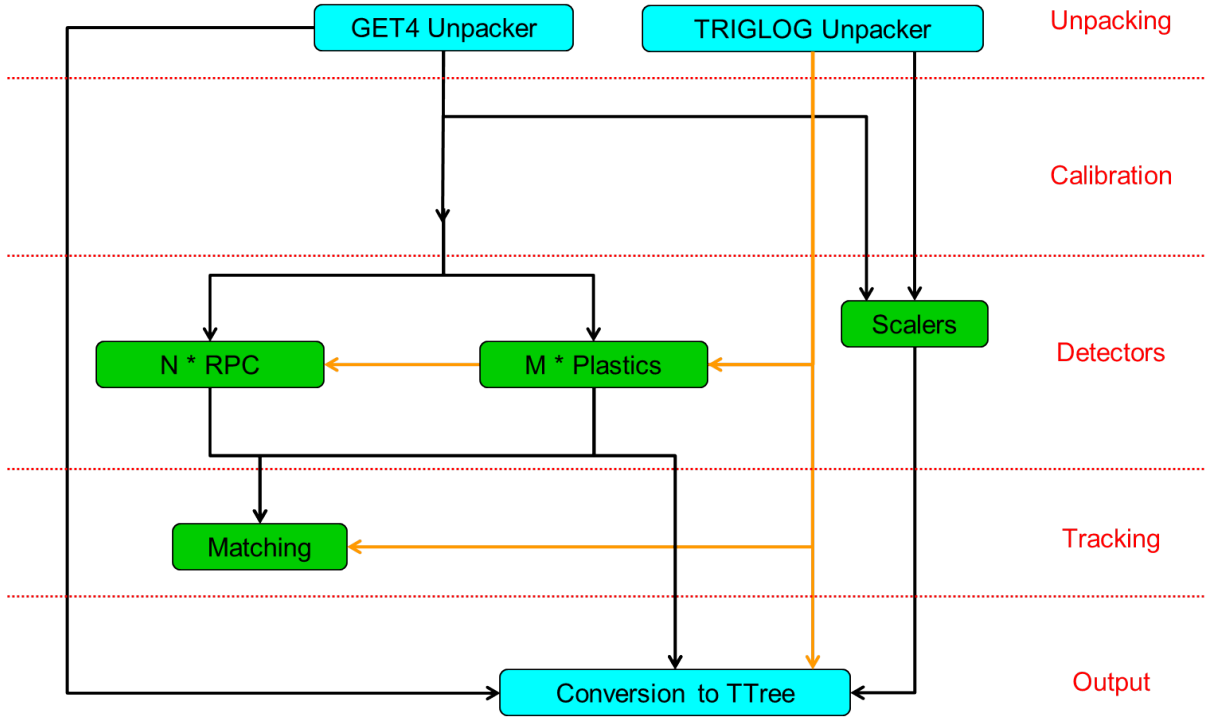 GET4 Unpacker
TRIGLOG Unpacker
Unpacking
Calibration
Scalers
N * RPC
M * Plastics
Detectors
Matching
Tracking
Conversion to TTree
Output